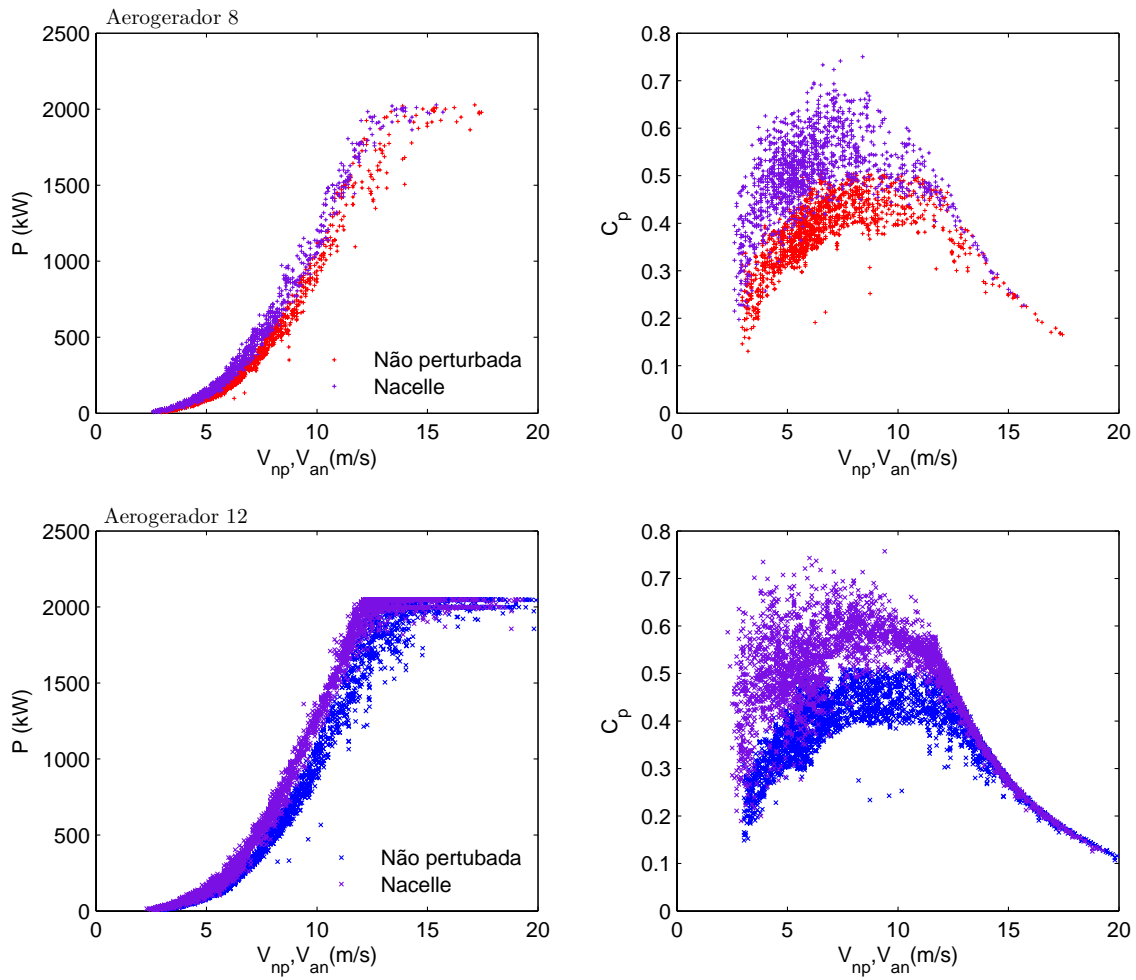 Aerogerador 8
2500
2000
1500
1000
500
0
P (kW)
0 5 10 15 20
V_np,V_an(m/s)
Não perturbada
Nacelle
0.8
0.7
0.6
0.5
0.4
0.3
0.2
0.1
0
C_p
0 5 10 15 20
V_np,V_an(m/s)
Aerogerador 12
2500
2000
1500
1000
500
0
P (kW)
0 5 10 15 20
V_np,V_an(m/s)
Não pertubada
Nacelle
0.8
0.7
0.6
0.5
0.4
0.3
0.2
0.1
0
C_p
0 5 10 15 20
V_np,V_an(m/s)